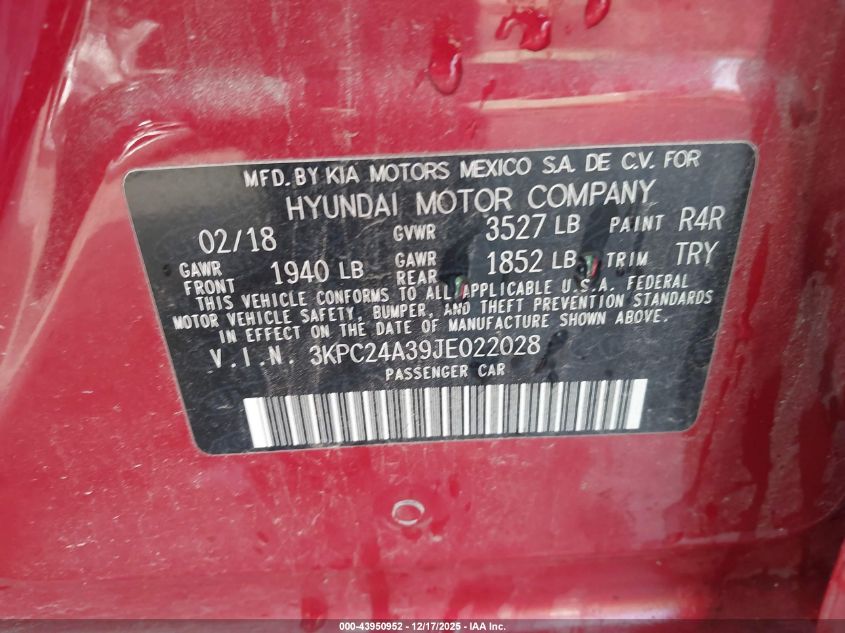 MFD. BY KIA MOTORS MEXICO S.A. DE C.V. FOR
HYUNDAI MOTOR COMPANY
02/18 GVWR 3527 LB PAINT R4R
GAWR FRONT 1940 LB GAWR REAR 1852 LB TRIM TRY
THIS VEHICLE CONFORMS TO ALL APPLICABLE U.S.A. FEDERAL
MOTOR VEHICLE SAFETY, BUMPER, AND THEFT PREVENTION STANDARDS
IN EFFECT ON THE DATE OF MANUFACTURE SHOWN ABOVE.
V.I.N. 3KPC24A39JE022028
PASSENGER CAR
000-43950952 | 12/17/2025 - IAA Inc.